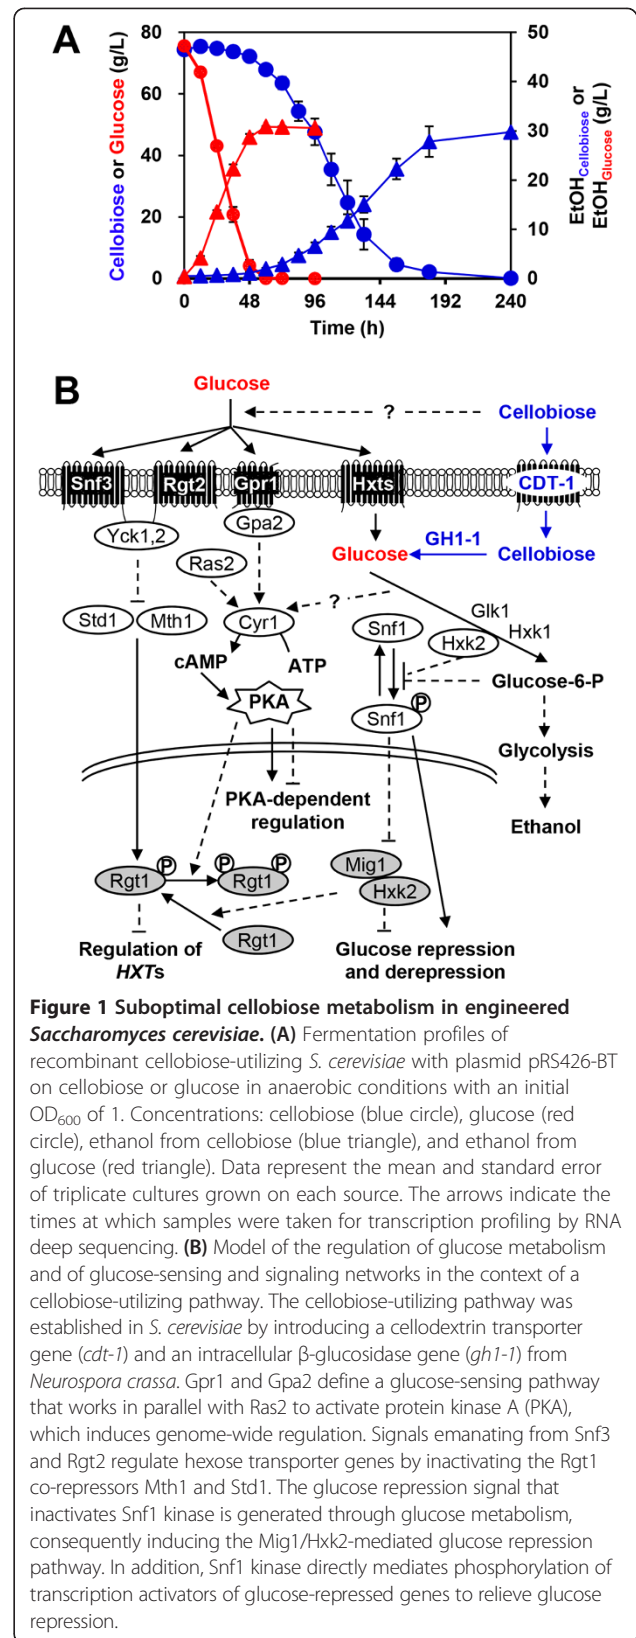 A
Cellobiose or Glucose (g/L)
80
60
40
20
0
50
40
30
20
10
0
EtOH Cellobiose or
EtOH Glucose (g/L)
0 48 96 144 192 240
Time (h)
B
Glucose
?
Cellobiose
Snf3 Rgt2 Gpr1 Hxts CDT-1
Yck1,2 Gpa2
Glucose GH1-1 Cellobiose
Ras2
?
Std1 Mth1 Cyr1 Snf1 Glk1
Hxk2 Hxk1
cAMP ATP
Glucose-6-P
PKA Snf1 P
Glycolysis
PKA-dependent
regulation
Ethanol
P P P
Rgt1 Rgt1 Mig1
Hxk2
Rgt1
Regulation of
HXTs
Glucose repression
and derepression
Figure 1 Suboptimal cellobiose metabolism in engineered
Saccharomyces cerevisiae. (A) Fermentation profiles of
recombinant cellobiose-utilizing S. cerevisiae with plasmid pRS426-BT
on cellobiose or glucose in anaerobic conditions with an initial
OD600 of 1. Concentrations: cellobiose (blue circle), glucose (red
circle), ethanol from cellobiose (blue triangle), and ethanol from
glucose (red triangle). Data represent the mean and standard error
of triplicate cultures grown on each source. The arrows indicate the
times at which samples were taken for transcription profiling by RNA
deep sequencing. (B) Model of the regulation of glucose metabolism
and of glucose-sensing and signaling networks in the context of a
cellobiose-utilizing pathway. The cellobiose-utilizing pathway was
established in S. cerevisiae by introducing a cellodextrin transporter
gene (cdt-1) and an intracellular β-glucosidase gene (gh1-1) from
Neurospora crassa. Gpr1 and Gpa2 define a glucose-sensing pathway
that works in parallel with Ras2 to activate protein kinase A (PKA),
which induces genome-wide regulation. Signals emanating from Snf3
and Rgt2 regulate hexose transporter genes by inactivating the Rgt1
co-repressors Mth1 and Std1. The glucose repression signal that
inactivates Snf1 kinase is generated through glucose metabolism,
consequently inducing the Mig1/Hxk2-mediated glucose repression
pathway. In addition, Snf1 kinase directly mediates phosphorylation of
transcription activators of glucose-repressed genes to relieve glucose
repression.